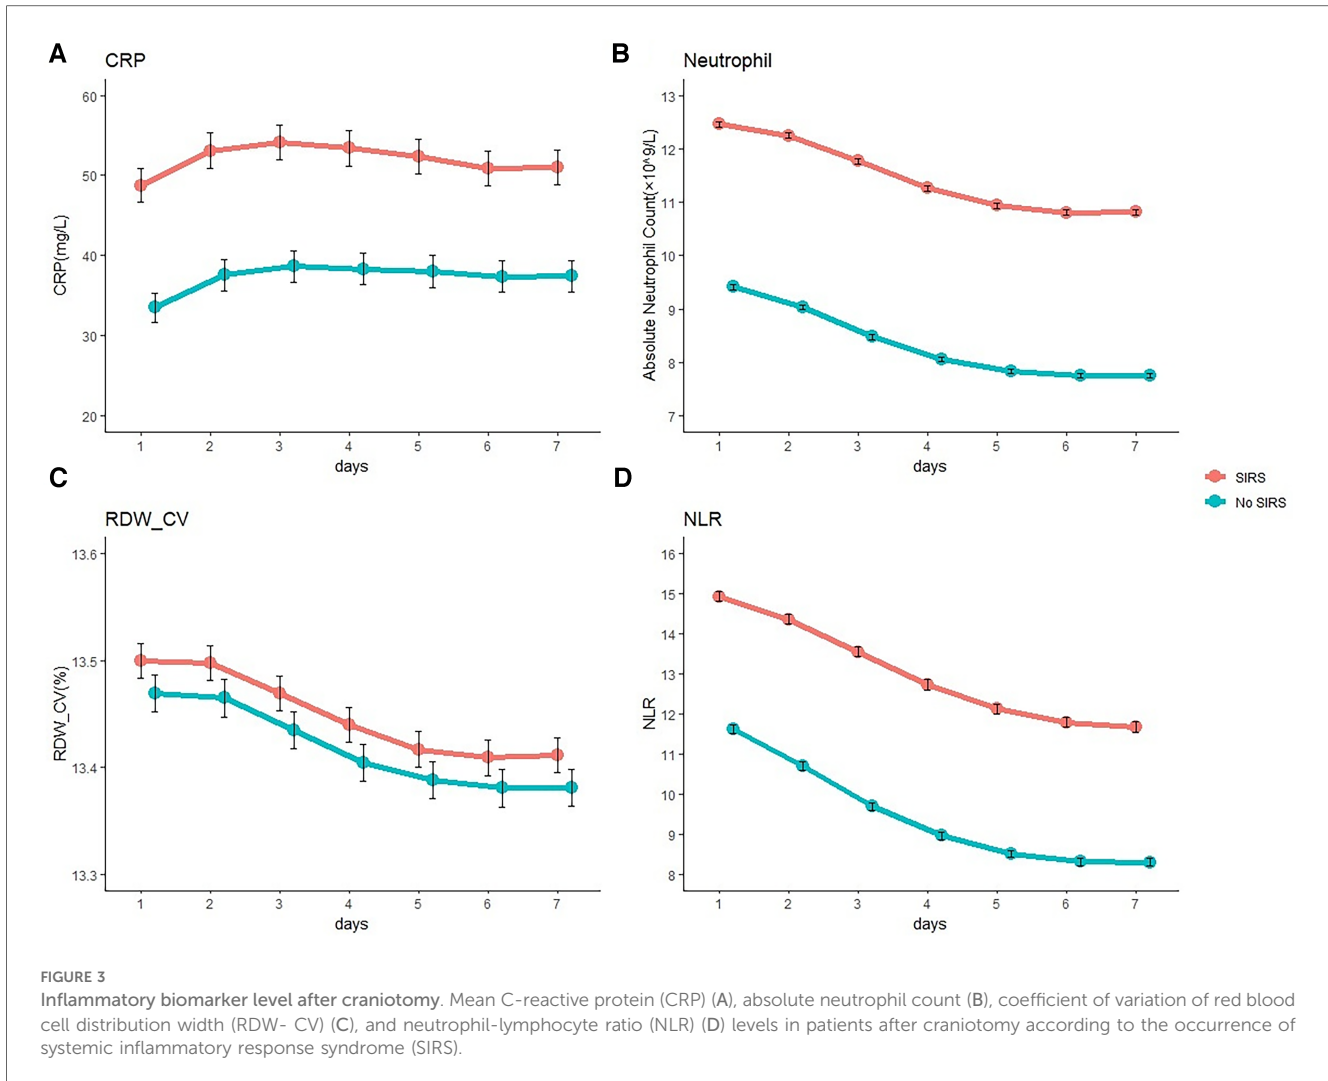 A
CRP
60
50
40
30
20
CRP(mg/L)
1 2 3 4 5 6 7
days
B
Neutrophil
13
12
11
10
9
8
7
Absolute Neutrophil Count(×10^9/L)
1 2 3 4 5 6 7
days
C
RDW_CV
13.6
13.5
13.4
13.3
RDW_CV(%)
1 2 3 4 5 6 7
days
D
NLR
16
15
14
13
12
11
10
9
8
NLR
1 2 3 4 5 6 7
days
SIRS
No SIRS
FIGURE 3
Inflammatory biomarker level after craniotomy. Mean C-reactive protein (CRP) (A), absolute neutrophil count (B), coefficient of variation of red blood
cell distribution width (RDW- CV) (C), and neutrophil-lymphocyte ratio (NLR) (D) levels in patients after craniotomy according to the occurrence of
systemic inflammatory response syndrome (SIRS).